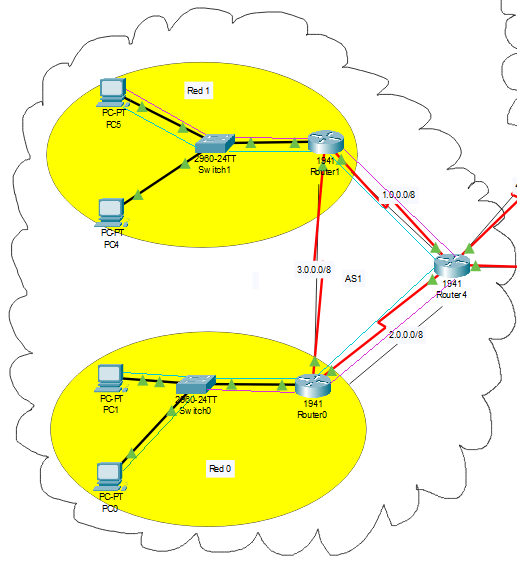 Red 1
PC-PT
PC5
2960-24TT
Switch1
1941
Router1
PC-PT
PC4
1.0.0.0/8
3.0.0.0/8
AS1
1941
Router4
2.0.0.0/8
PC-PT
PC1
2960-24TT
Switch0
1941
Router0
Red 0
PC-PT
PC0